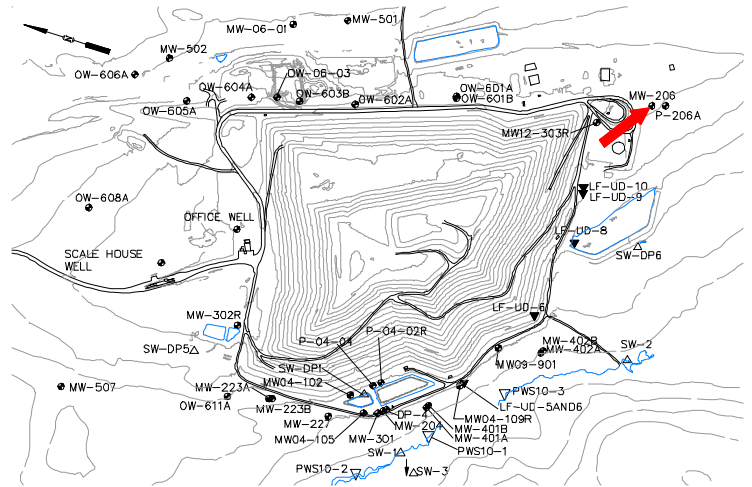 MW-06-01
MW-501
MW-502
OW-606A
OW-06-03
OW-604A
OW-603B
OW-605A
OW-602A
OW-601A
OW-601B
MW-206
P-206A
MW12-303R
LF-UD-10
LF-UD-9
OW-608A
OFFICE WELL
LF-UD-8
SW-DP6
SCALE HOUSE
WELL
MW-302R
LF-UD-6
P-04-04
P-04-02R
MW-402B
MW-402A
SW-2
SW-DP5
SW-DP1
MW09-901
MW-507
MW-223A
MW04-102
PWS10-3
OW-611A
MW-223B
LF-UD-5AND6
MW-227
DP-4
MW04-109R
MW-204
MW-401B
MW04-105
MW-301
MW-401A
SW-1
PWS10-1
PWS10-2
SW-3